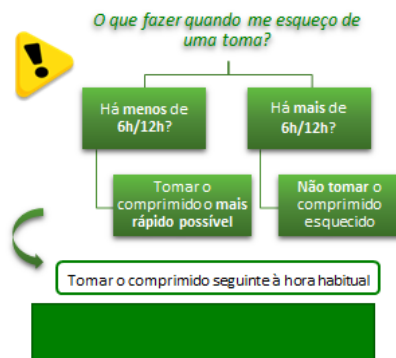 O que fazer quando me esqueço de
uma toma?
Há menos de
6h/12h?
Há mais de
6h/12h?
Tomar o
comprimido o mais
rápido possível
Não tomar o
comprimido
esquecido
Tomar o comprimido seguinte à hora habitual